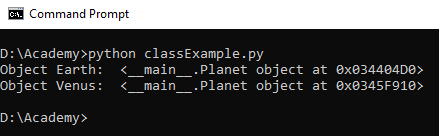 Command Prompt
D:\Academy>python classExample.py
Object Earth:  <__main__.Planet object at 0x034404D0>
Object Venus:  <__main__.Planet object at 0x0345F910>
D:\Academy>